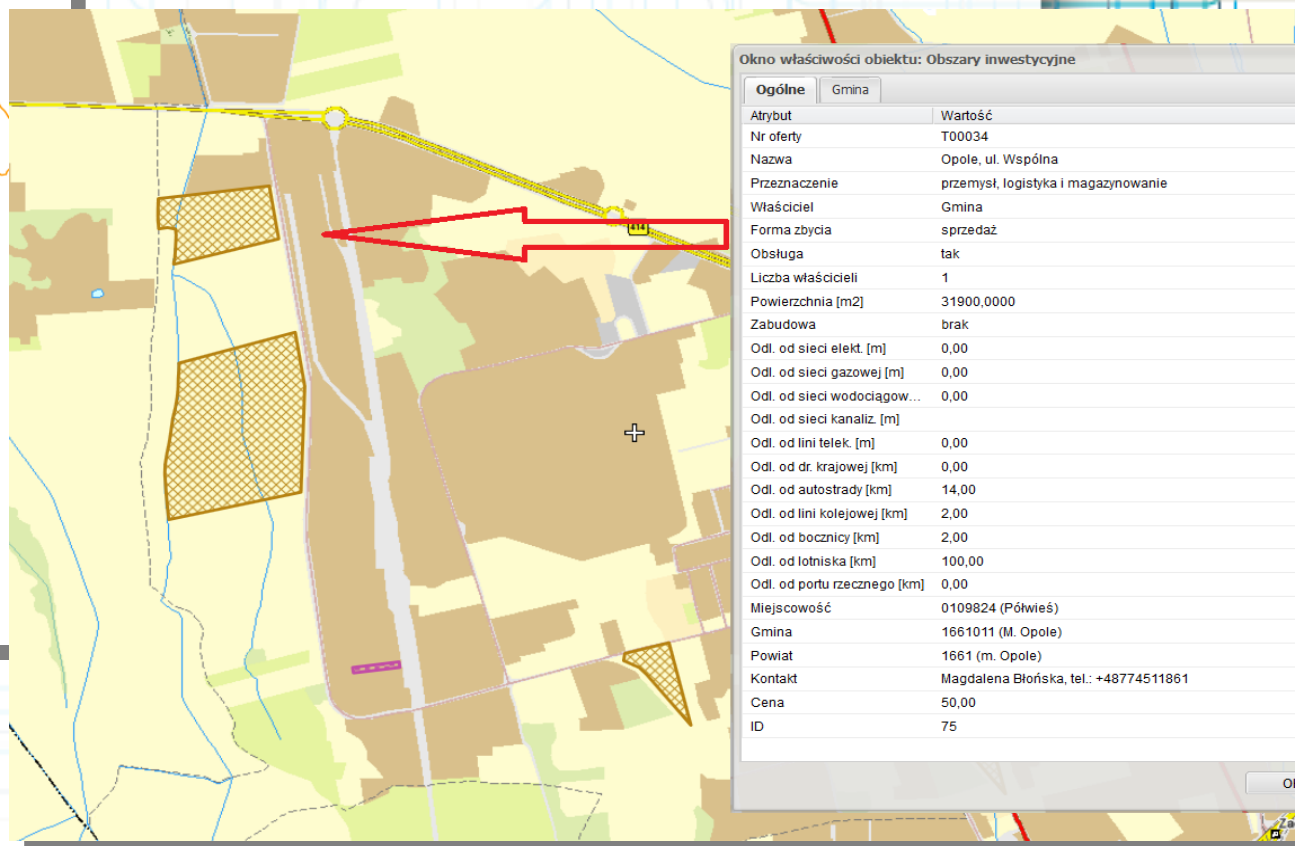 Okno właściwości obiektu: Obszary inwestycyjne
Ogólne Gmina
Atrybut Wartość
Nr oferty T00034
Nazwa Opole, ul. Wspólna
Przeznaczenie przemysł, logistyka i magazynowanie
Właściciel Gmina
Forma zbycia sprzedaż
Obsługa tak
Liczba właścicieli 1
Powierzchnia [m2] 31900,0000
Zabudowa brak
Odl. od sieci elekt. [m] 0,00
Odl. od sieci gazowej [m] 0,00
Odl. od sieci wodociągow... 0,00
Odl. od sieci kanaliz. [m]
Odl. od lini telek. [m] 0,00
Odl. od dr. krajowej [km] 0,00
Odl. od autostrady [km] 14,00
Odl. od lini kolejowej [km] 2,00
Odl. od bocznicy [km] 2,00
Odl. od lotniska [km] 100,00
Odl. od portu rzecznego [km] 0,00
Miejscowość 0109824 (Półwieś)
Gmina 1661011 (M. Opole)
Powiat 1661 (m. Opole)
Kontakt Magdalena Błońska, tel.: +48774511861
Cena 50,00
ID 75
414